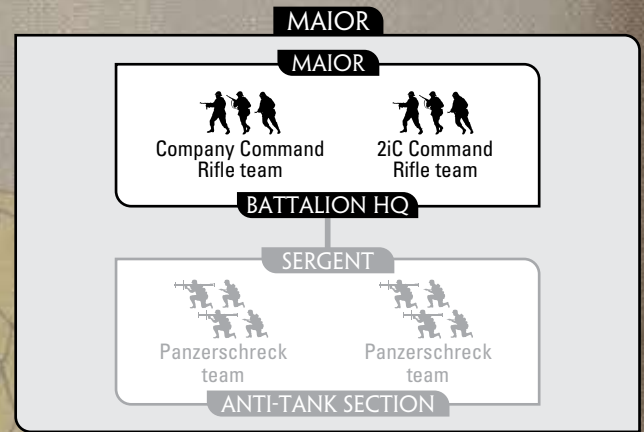 MAIOR
MAIOR
Company Command
Rifle team
2iC Command
Rifle team
BATTALION HQ
SERGENT
Panzerschreck
team
Panzerschreck
team
ANTI-TANK SECTION